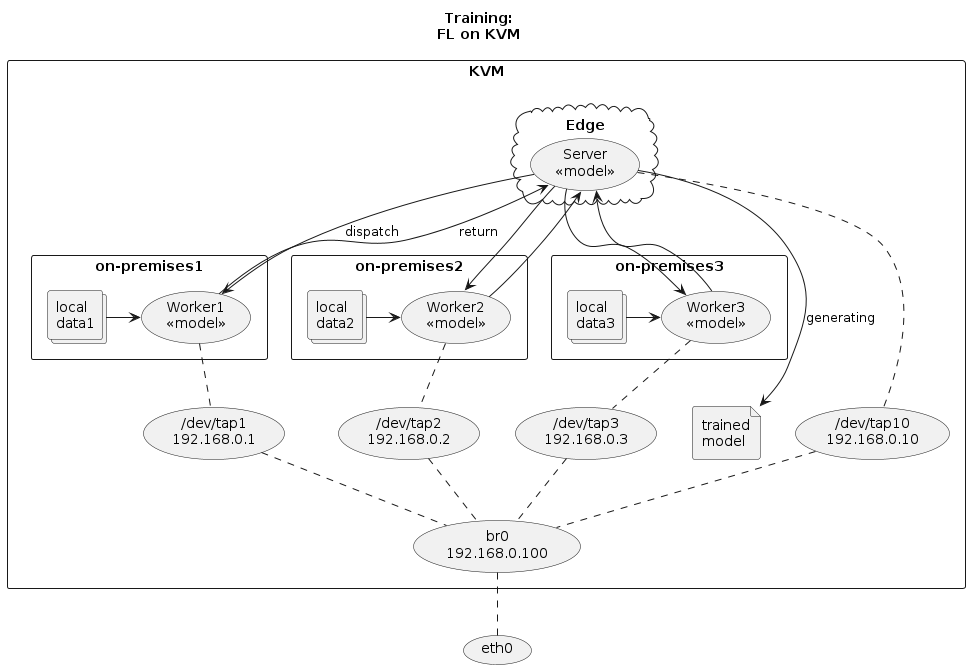 Training:
FL on KVM
KVM
Edge
Server
«model»
dispatch
return
on-premises1
on-premises2
on-premises3
local
data1
Worker1
«model»
local
data2
Worker2
«model»
local
data3
Worker3
«model»
generating
/dev/tap1
192.168.0.1
/dev/tap2
192.168.0.2
/dev/tap3
192.168.0.3
trained
model
/dev/tap10
192.168.0.10
br0
192.168.0.100
eth0